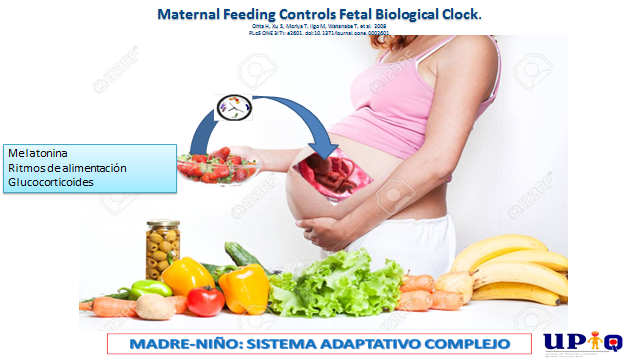 Maternal Feeding Controls Fetal Biological Clock.
Ohta H, Xu S, Moriya T, Iigo M, Watanabe T, et al. 2008
PLoS ONE 3(7): e2601. doi:10.1371/journal.pone.0002601
Melatonina
Ritmos de alimentación
Glucocorticoides
MADRE-NIÑO: SISTEMA ADAPTATIVO COMPLEJO
UPIQ